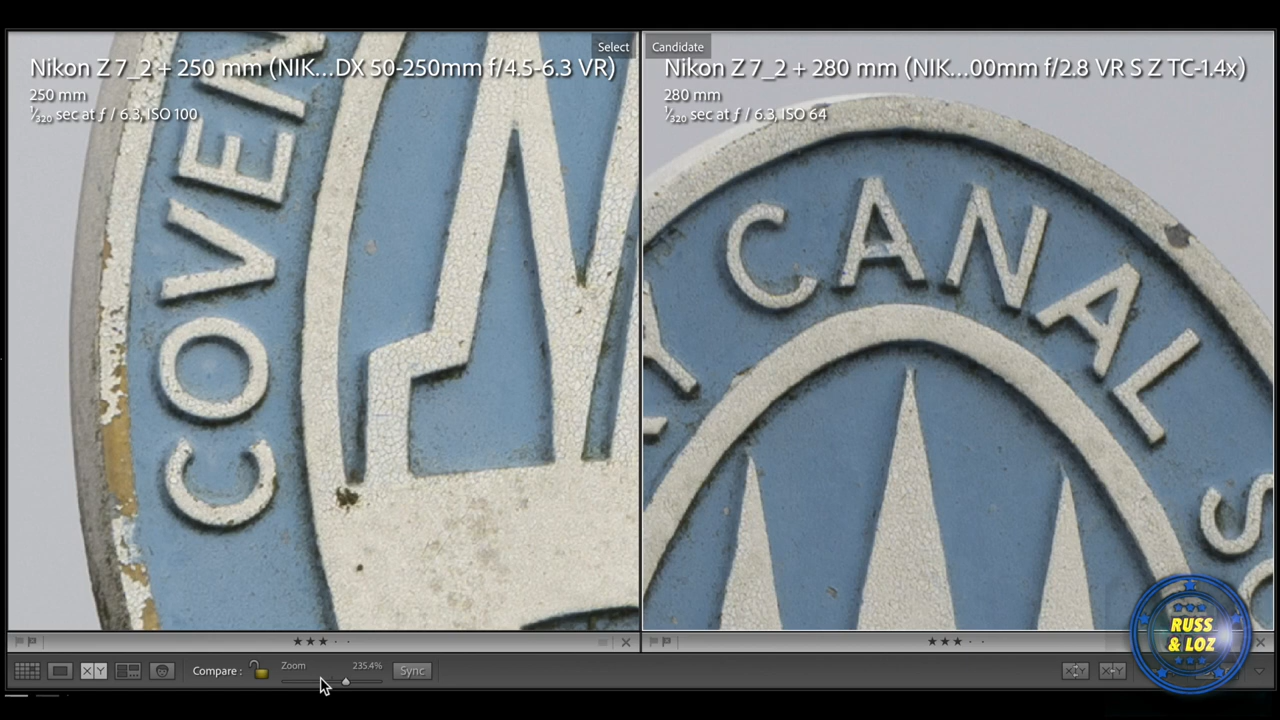 Select
Nikon Z 7_2 + 250 mm (NIK...DX 50-250mm f/4.5-6.3 VR)
250 mm
1/320 sec at ƒ / 6.3, ISO 100
COVEN
Candidate
Nikon Z 7_2 + 280 mm (NIK...00mm f/2.8 VR S Z TC-1.4x)
280 mm
1/320 sec at ƒ / 6.3, ISO 64
Y CANAL S
Compare :
Zoom
235.4%
Sync
XY
RUSS
& LOZ